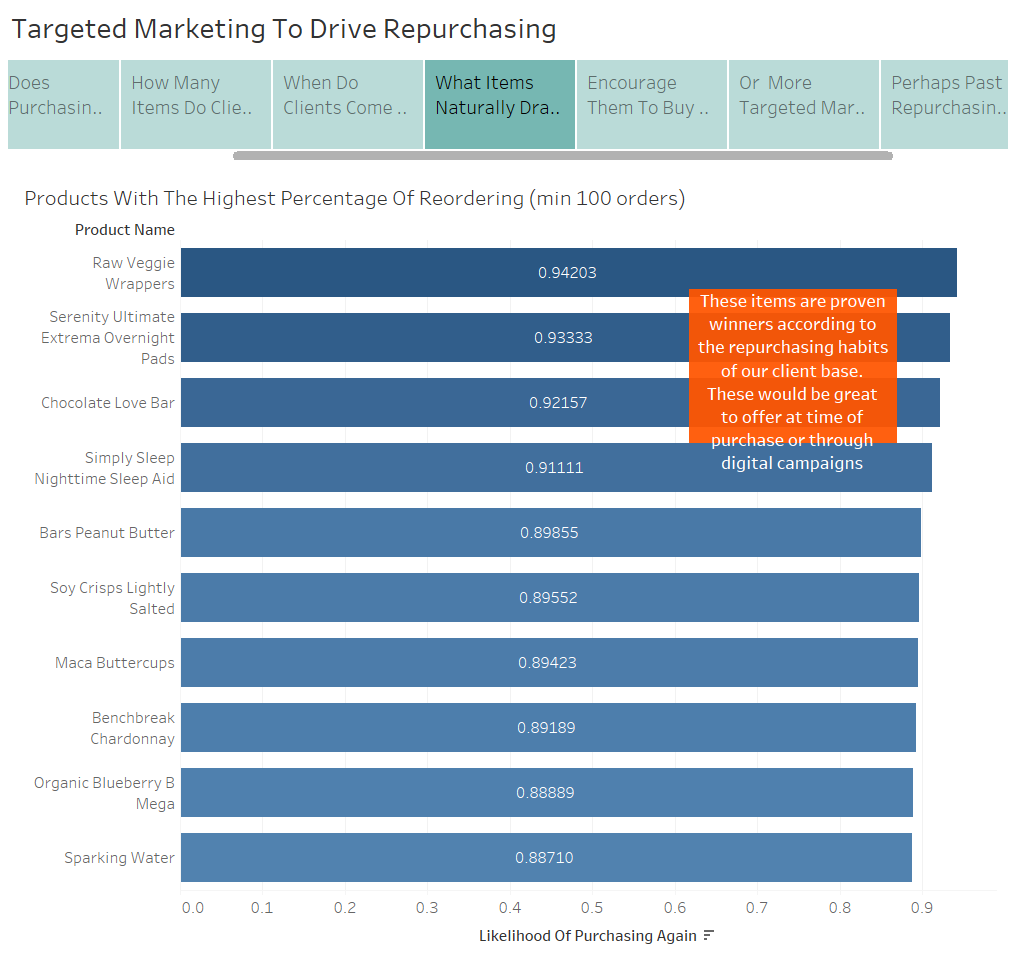 Targeted Marketing To Drive Repurchasing
Does
Purchasin..
How Many
Items Do Clie..
When Do
Clients Come ..
What Items
Naturally Dra..
Encourage
Them To Buy ..
Or More
Targeted Mar..
Perhaps Past
Repurchasin..
Products With The Highest Percentage Of Reordering (min 100 orders)
Product Name
Raw Veggie
Wrappers
0.94203
Serenity Ultimate
Extrema Overnight
Pads
0.93333
Chocolate Love Bar
0.92157
Simply Sleep
Nighttime Sleep Aid
0.91111
Bars Peanut Butter
0.89855
Soy Crisps Lightly
Salted
0.89552
Maca Buttercups
0.89423
Benchbreak
Chardonnay
0.89189
Organic Blueberry B
Mega
0.88889
Sparking Water
0.88710
These items are proven
winners according to
the repurchasing habits
of our client base.
These would be great
to offer at time of
purchase or through
digital campaigns
0.0 0.1 0.2 0.3 0.4 0.5 0.6 0.7 0.8 0.9
Likelihood Of Purchasing Again